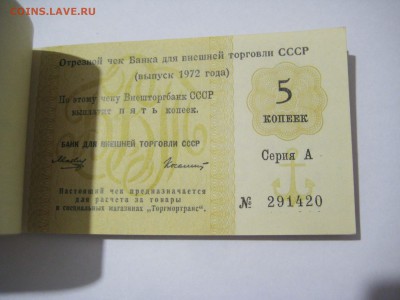 COINS.LAVE.RU
Отрезной чек Банка для внешней торговли СССР
(выпуск 1972 года)
По этому чеку Внешторгбанк СССР
выплатит пять копеек.
БАНК ДЛЯ ВНЕШНЕЙ ТОРГОВЛИ СССР
Настоящий чек предназначается
для расчета за товары
в специальных магазинах "Торгмортранс"
5
КОПЕЕК
Серия А
№ 291420